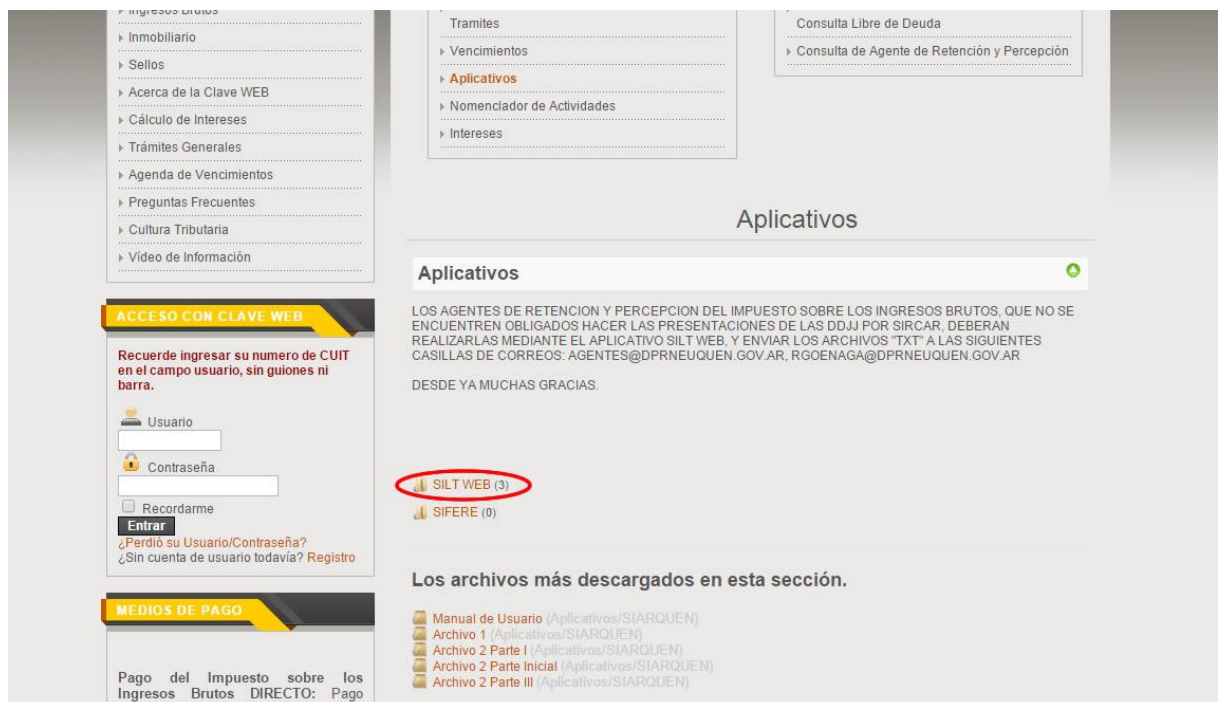 Ingresos Brutos
Inmobiliario
Sellos
Acerca de la Clave WEB
Cálculo de Intereses
Trámites Generales
Agenda de Vencimientos
Preguntas Frecuentes
Cultura Tributaria
Vídeo de Información
ACCESO CON CLAVE WEB
Recuerde ingresar su numero de CUIT
en el campo usuario, sin guiones ni
barra.
Usuario
Contraseña
Recordarme
Entrar
¿Perdió su Usuario/Contraseña?
¿Sin cuenta de usuario todavía? Registro
MEDIOS DE PAGO
Pago del Impuesto sobre los
Ingresos Brutos DIRECTO: Pago
Tramites
Vencimientos
Aplicativos
Nomenclador de Actividades
Intereses
Consulta Libre de Deuda
Consulta de Agente de Retención y Percepción
Aplicativos
Aplicativos
LOS AGENTES DE RETENCION Y PERCEPCION DEL IMPUESTO SOBRE LOS INGRESOS BRUTOS, QUE NO SE
ENCUENTREN OBLIGADOS HACER LAS PRESENTACIONES DE LAS DDJJ POR SIRCAR, DEBERAN
REALIZARLAS MEDIANTE EL APLICATIVO SILT WEB, Y ENVIAR LOS ARCHIVOS "TXT" A LAS SIGUIENTES
CASILLAS DE CORREOS: AGENTES@DPRNEUQUEN.GOV.AR, RGOENAGA@DPRNEUQUEN.GOV.AR
DESDE YA MUCHAS GRACIAS.
SILT WEB (3)
SIFERE (0)
Los archivos más descargados en esta sección.
Manual de Usuario (Aplicativos/SIARQUEN)
Archivo 1 (Aplicativos/SIARQUEN)
Archivo 2 Parte I (Aplicativos/SIARQUEN)
Archivo 2 Parte Inicial (Aplicativos/SIARQUEN)
Archivo 2 Parte III (Aplicativos/SIARQUEN)